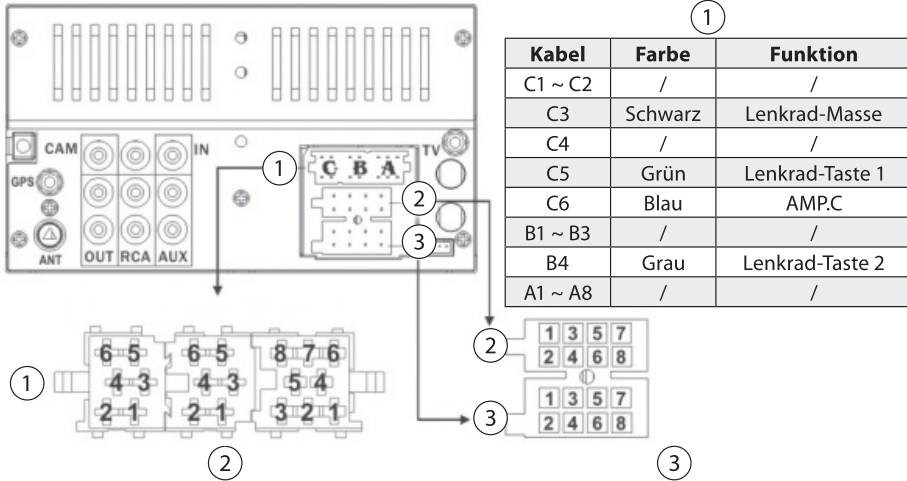 1
Kabel Farbe Funktion
C1 ~ C2 / /
C3 Schwarz Lenkrad-Masse
C4 / /
C5 Grün Lenkrad-Taste 1
C6 Blau AMP.C
B1 ~ B3 / /
B4 Grau Lenkrad-Taste 2
A1 ~ A8 / /
CAM IN TV
GPS
ANT OUT RCA AUX
1 C B A
2
3
1
6 5 6 5 8 7 6
4 3 4 3 5 4
2 1 2 1 3 2 1
2
2
1 3 5 7
2 4 6 8
3
1 3 5 7
2 4 6 8
3